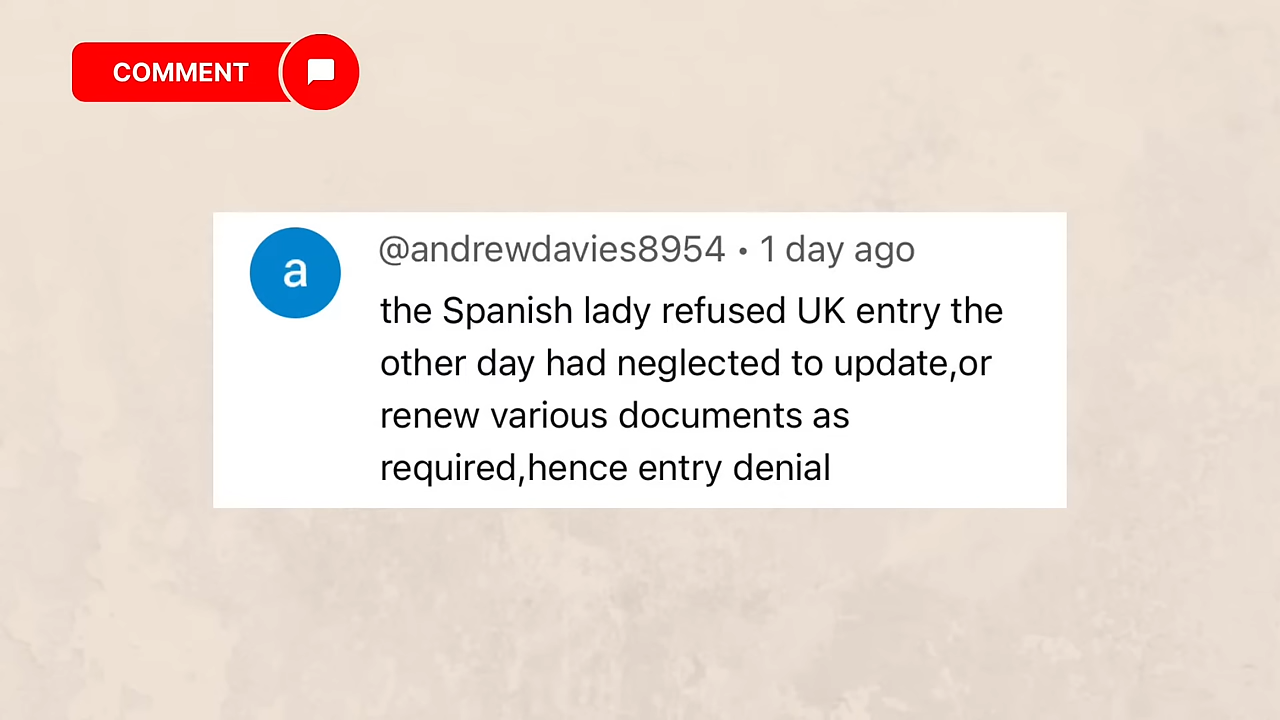 COMMENT
a
@andrewdavies8954 • 1 day ago
the Spanish lady refused UK entry the
other day had neglected to update,or
renew various documents as
required,hence entry denial